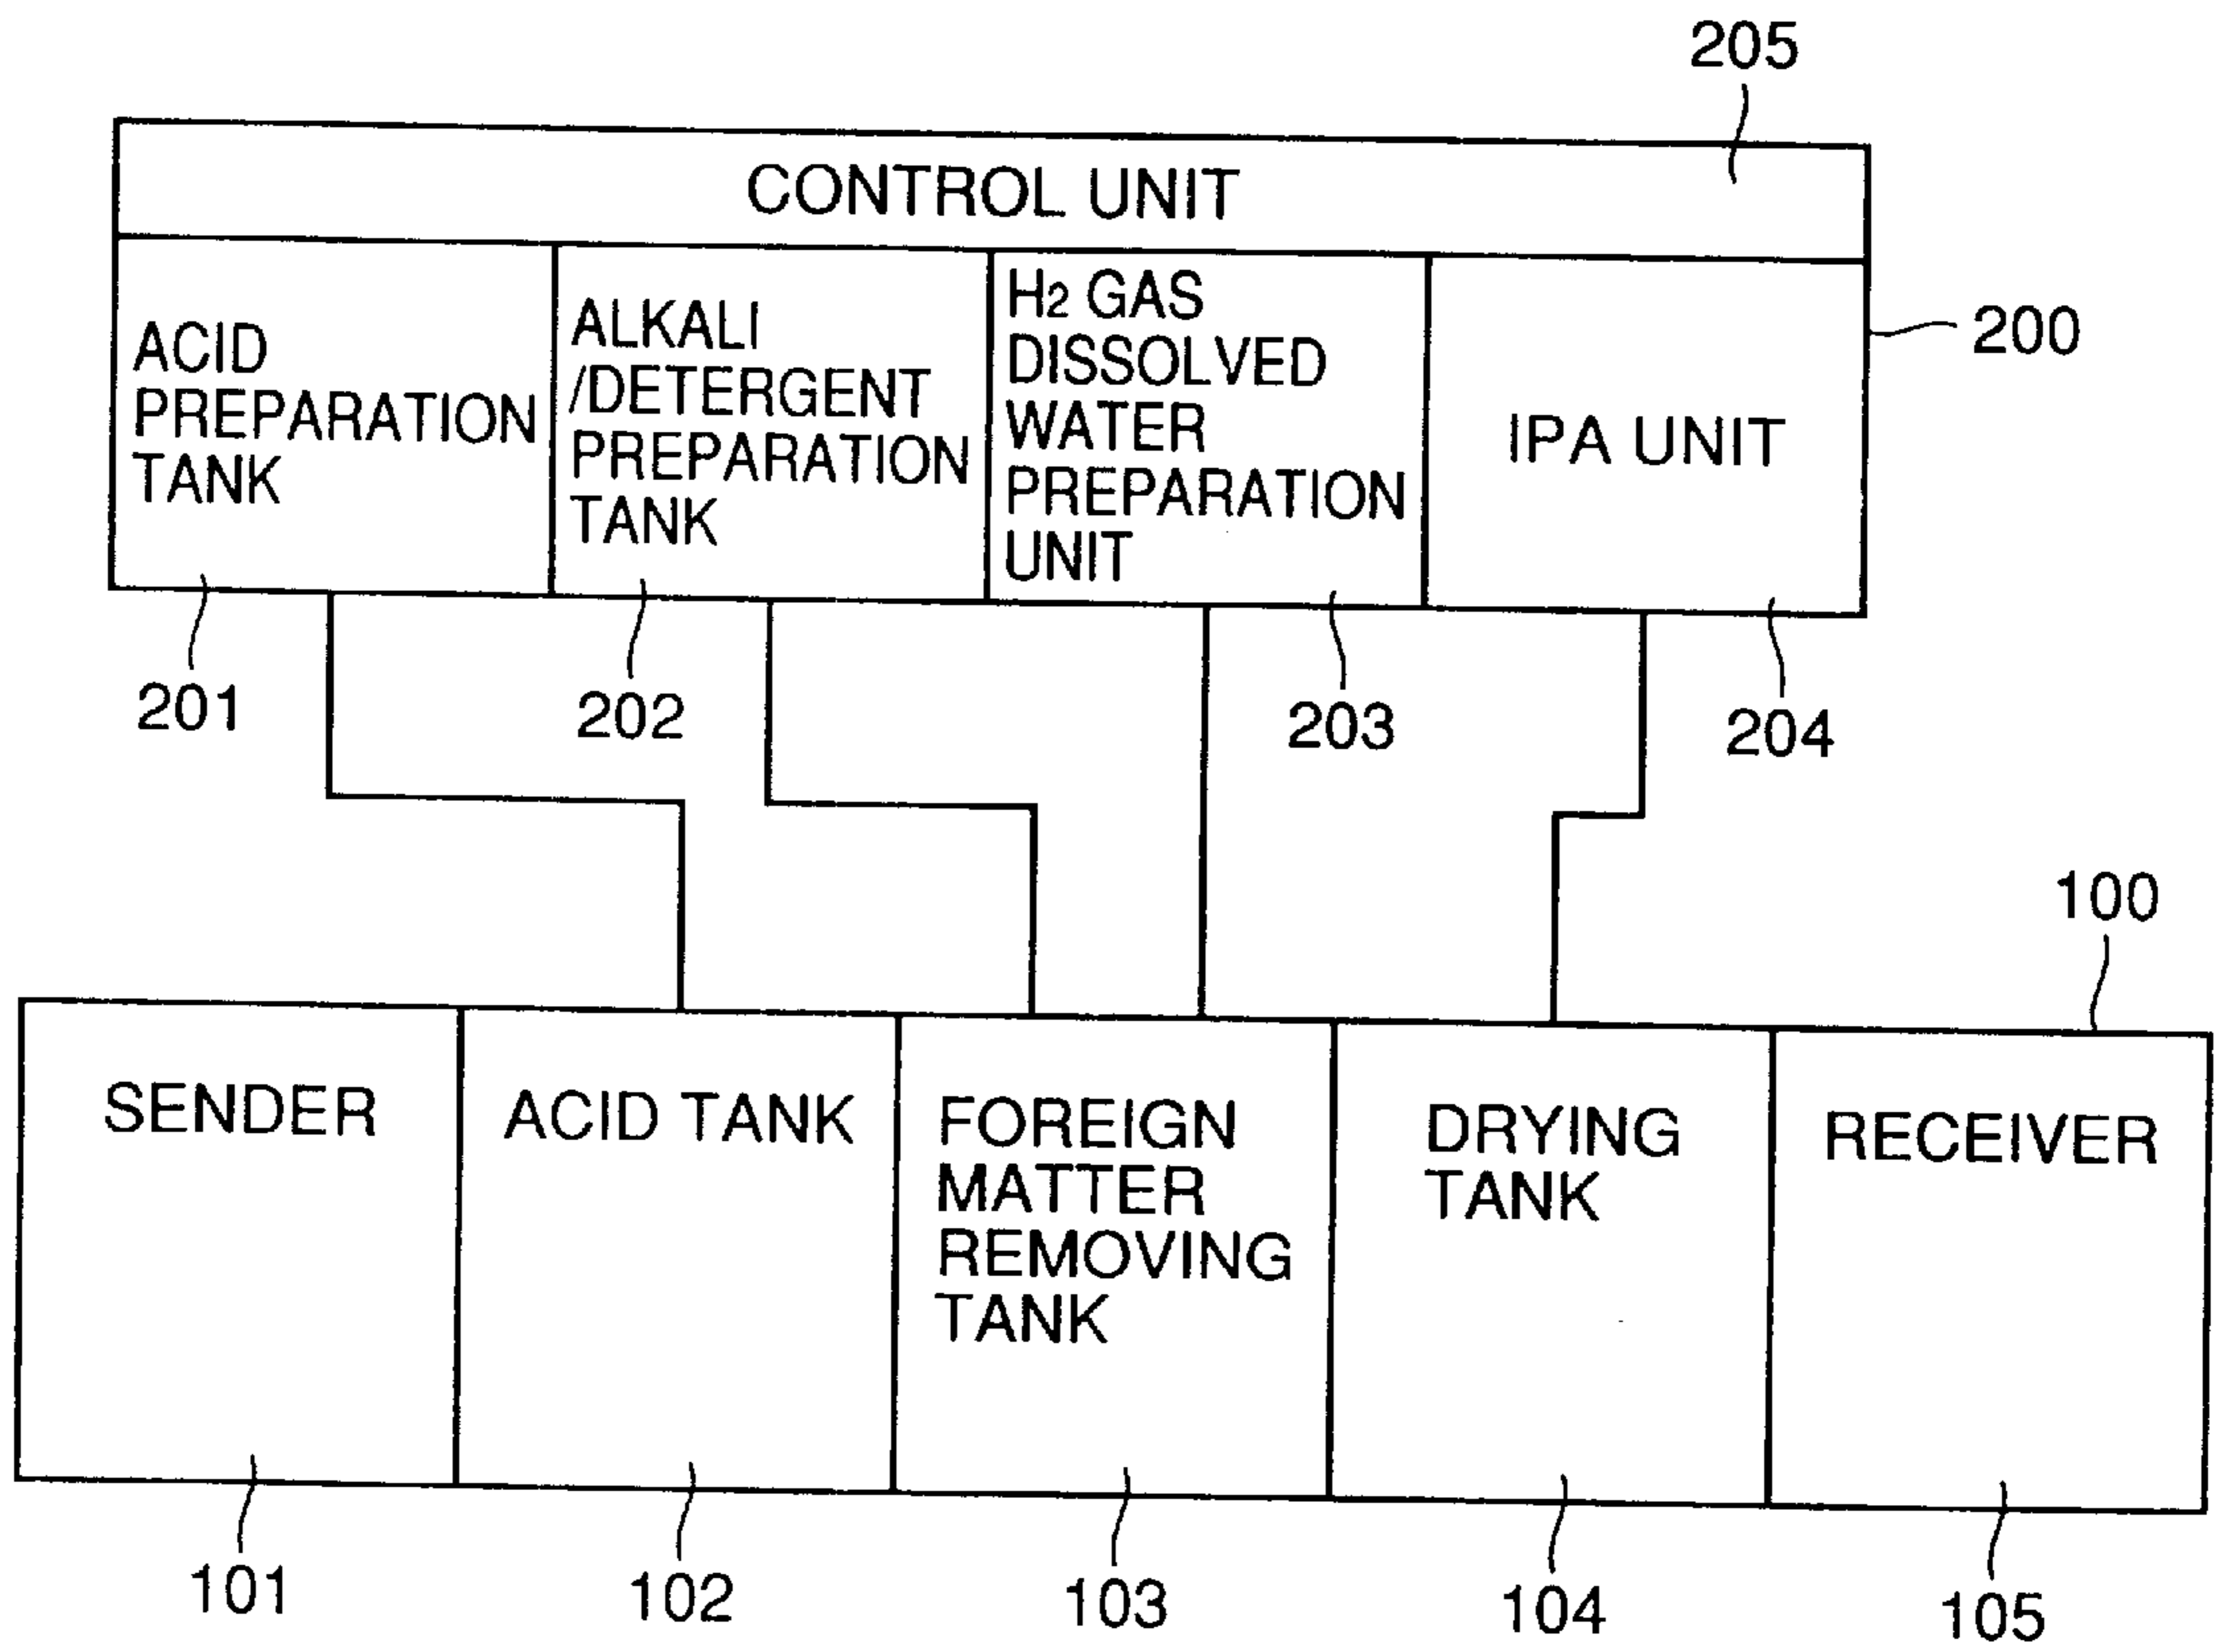 205
CONTROL UNIT
ACID
PREPARATION
TANK
ALKALI
/DETERGENT
PREPARATION
TANK
H2 GAS
DISSOLVED
WATER
PREPARATION
UNIT
IPA UNIT
200
201
202
203
204
100
SENDER
ACID TANK
FOREIGN
MATTER
REMOVING
TANK
DRYING
TANK
RECEIVER
101
102
103
104
105